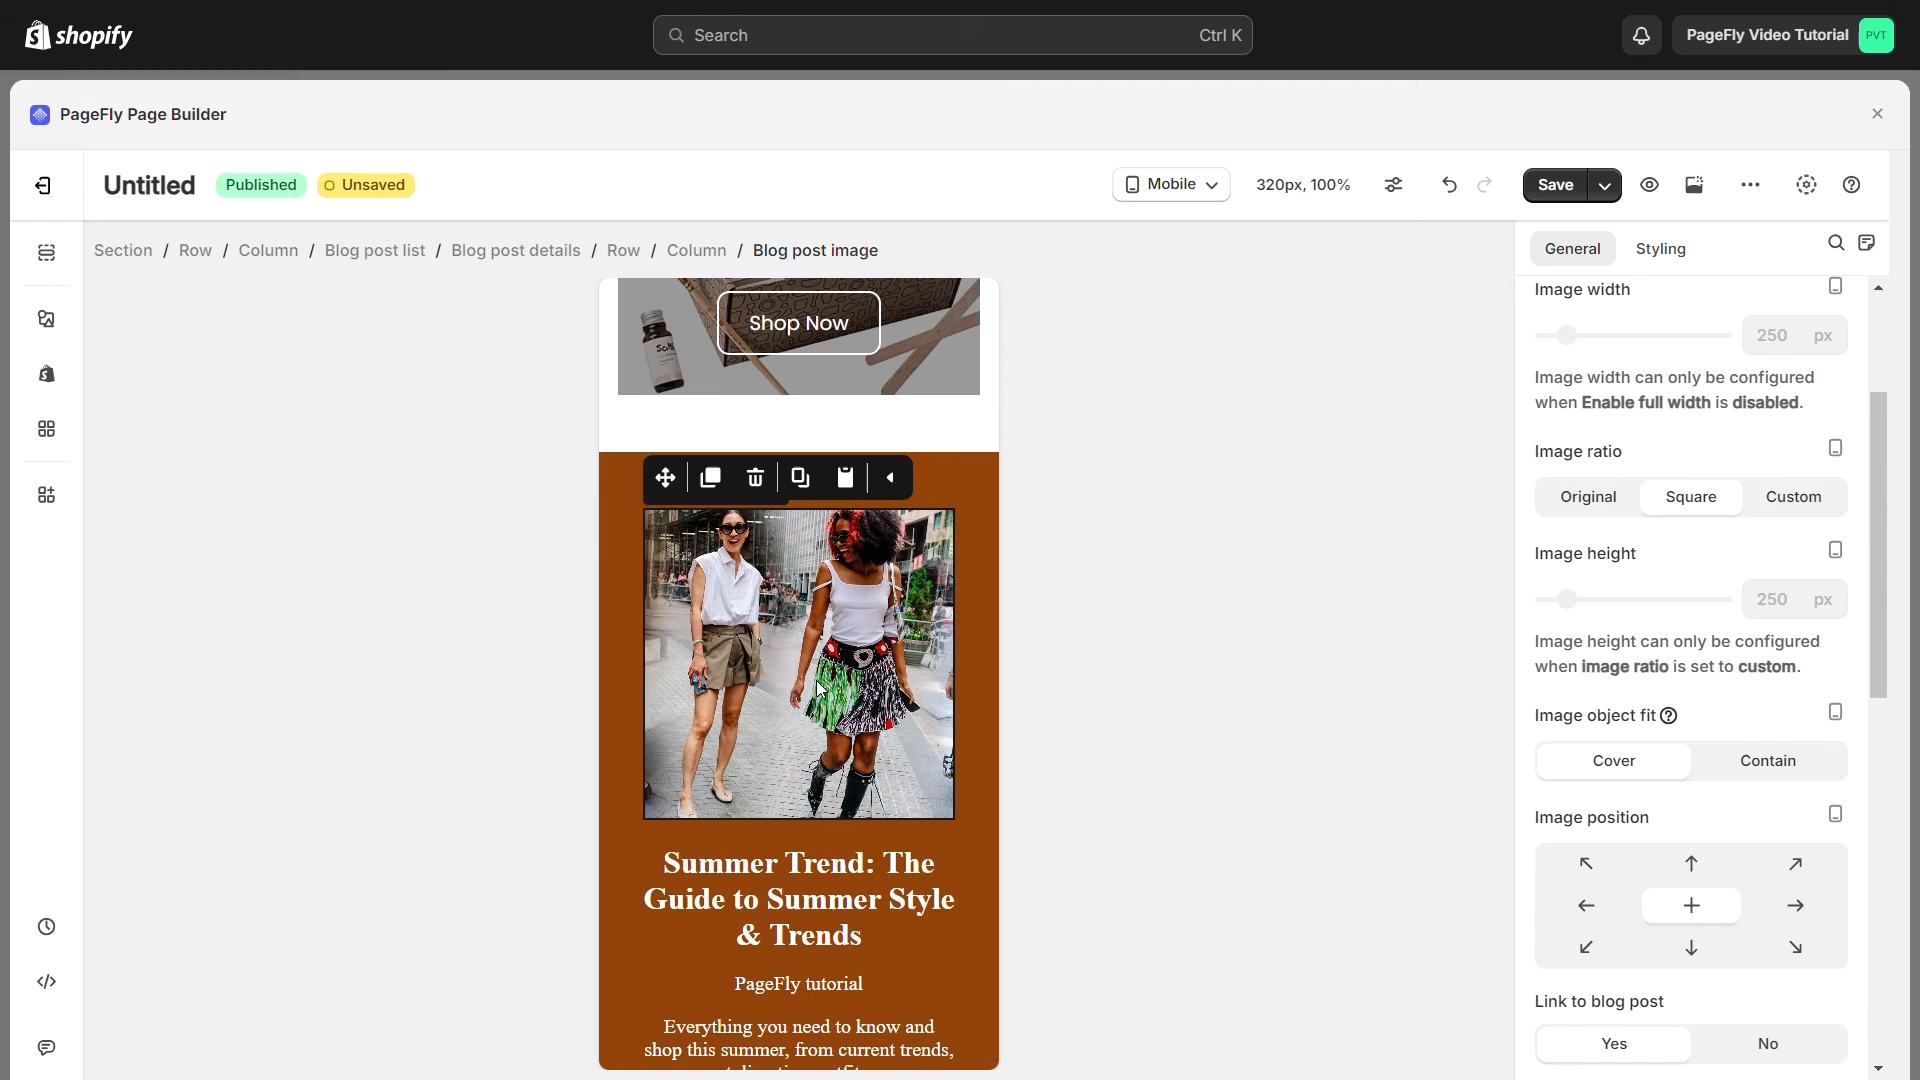 shopify
Search
Ctrl K
PageFly Video Tutorial
PVT
PageFly Page Builder
Untitled
Published
Unsaved
Mobile
320px, 100%
Save
Section / Row / Column / Blog post list / Blog post details / Row / Column / Blog post image
General
Styling
Shop Now
Image width
250 px
Image width can only be configured
when Enable full width is disabled.
Image ratio
Original
Square
Custom
Image height
250 px
Image height can only be configured
when image ratio is set to custom.
Image object fit
Cover
Contain
Image position
Link to blog post
Yes
No
Summer Trend: The
Guide to Summer Style
& Trends
PageFly tutorial
Everything you need to know and
shop this summer, from current trends,